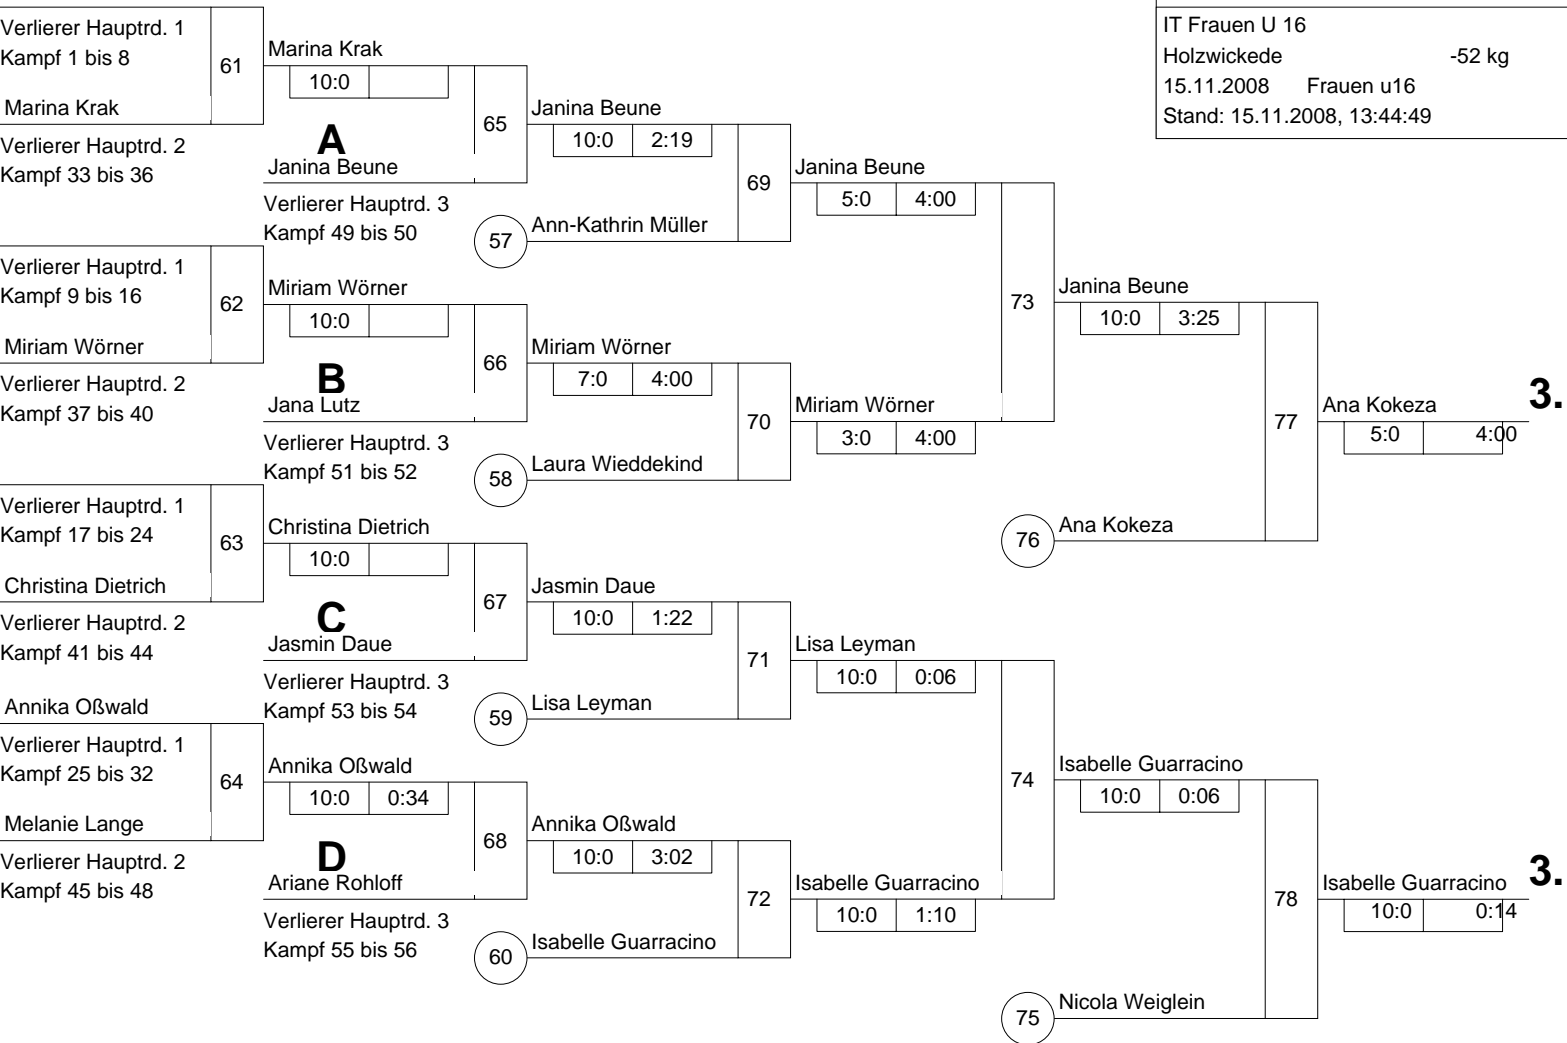 IT Frauen U 16
Holzwickede -52 kg
15.11.2008 Frauen u16
Stand: 15.11.2008, 13:44:49
Verlierer Hauptrd. 1
Kampf 1 bis 8
61
Marina Krak
Verlierer Hauptrd. 2
Kampf 33 bis 36
Verlierer Hauptrd. 1
Kampf 9 bis 16
62
Miriam Wörner
Verlierer Hauptrd. 2
Kampf 37 bis 40
Verlierer Hauptrd. 1
Kampf 17 bis 24
63
Christina Dietrich
Verlierer Hauptrd. 2
Kampf 41 bis 44
Annika Oßwald
Verlierer Hauptrd. 1
Kampf 25 bis 32
64
Melanie Lange
Verlierer Hauptrd. 2
Kampf 45 bis 48
Marina Krak
10:0
A
65
Janina Beune
Verlierer Hauptrd. 3
Kampf 49 bis 50
Miriam Wörner
10:0
B
66
Jana Lutz
Verlierer Hauptrd. 3
Kampf 51 bis 52
Christina Dietrich
10:0
C
67
Jasmin Daue
Verlierer Hauptrd. 3
Kampf 53 bis 54
Annika Oßwald
10:0 0:34
D
68
Ariane Rohloff
Verlierer Hauptrd. 3
Kampf 55 bis 56
Janina Beune
10:0 2:19
69
57 Ann-Kathrin Müller
Miriam Wörner
7:0 4:00
70
58 Laura Wieddekind
Jasmin Daue
10:0 1:22
71
59 Lisa Leyman
Annika Oßwald
10:0 3:02
72
60 Isabelle Guarracino
Janina Beune
5:0 4:00
73
Miriam Wörner
3:0 4:00
Lisa Leyman
10:0 0:06
74
Isabelle Guarracino
10:0 1:10
Janina Beune
10:0 3:25
77
76 Ana Kokeza
Isabelle Guarracino
10:0 0:06
78
75 Nicola Weiglein
Ana Kokeza 3.
5:0 4:00
Isabelle Guarracino 3.
10:0 0:14